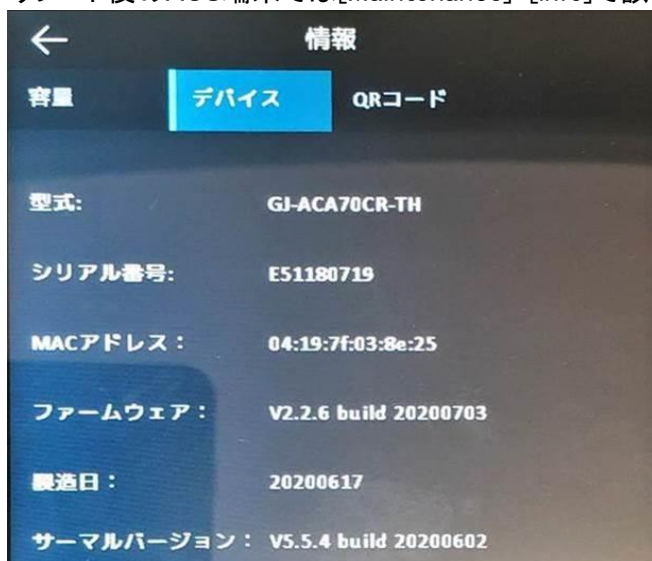 情報
容量 デバイス QRコード
型式: GJ-ACA70CR-TH
シリアル番号: E51180719
MACアドレス: 04:19:7f:03:8e:25
ファームウェア: V2.2.6 build 20200703
製造日: 20200617
サーマルバージョン: V5.5.4 build 20200602